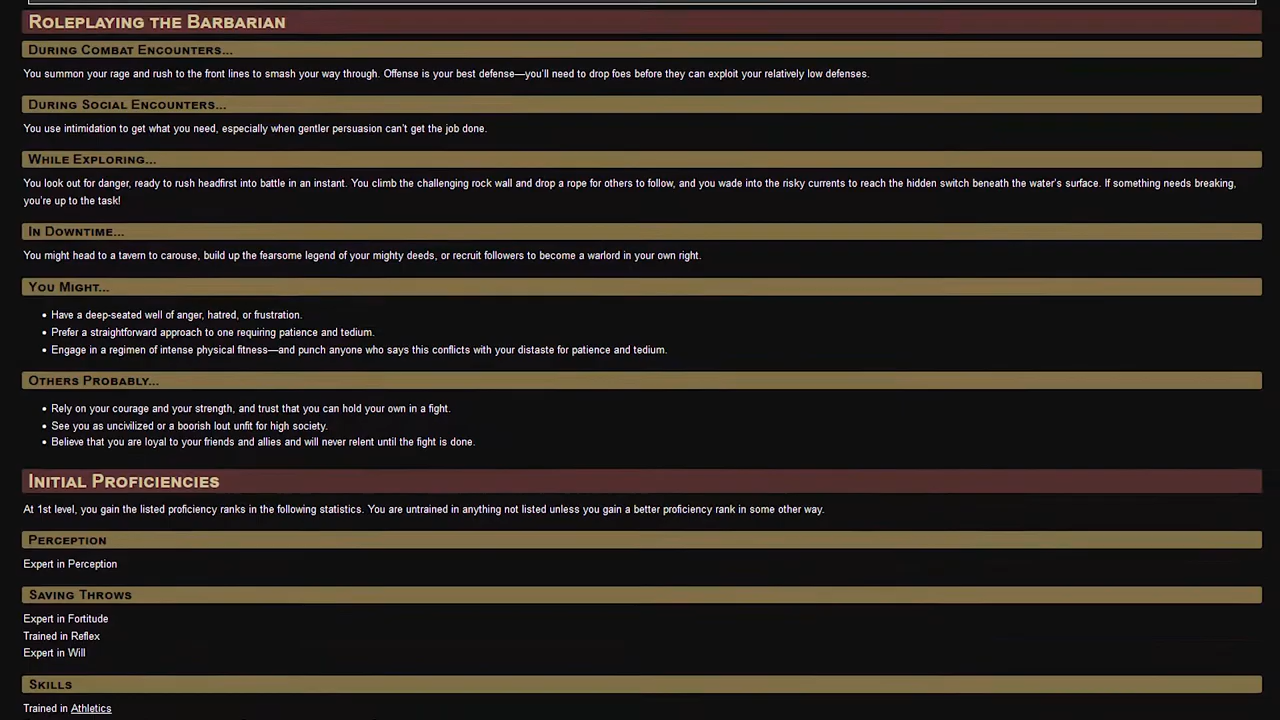 Roleplaying the Barbarian
During Combat Encounters...
You summon your rage and rush to the front lines to smash your way through. Offense is your best defense—you'll need to drop foes before they can exploit your relatively low defenses.
During Social Encounters...
You use intimidation to get what you need, especially when gentler persuasion can't get the job done.
While Exploring...
You look out for danger, ready to rush headfirst into battle in an instant. You climb the challenging rock wall and drop a rope for others to follow, and you wade into the risky currents to reach the hidden switch beneath the water's surface. If something needs breaking,
you're up to the task!
In Downtime...
You might head to a tavern to carouse, build up the fearsome legend of your mighty deeds, or recruit followers to become a warlord in your own right.
You Might...
• Have a deep-seated well of anger, hatred, or frustration.
• Prefer a straightforward approach to one requiring patience and tedium.
• Engage in a regimen of intense physical fitness—and punch anyone who says this conflicts with your distaste for patience and tedium.
Others Probably...
• Rely on your courage and your strength, and trust that you can hold your own in a fight.
• See you as uncivilized or a boorish lout unfit for high society.
• Believe that you are loyal to your friends and allies and will never relent until the fight is done.
Initial Proficiencies
At 1st level, you gain the listed proficiency ranks in the following statistics. You are untrained in anything not listed unless you gain a better proficiency rank in some other way.
Perception
Expert in Perception
Saving Throws
Expert in Fortitude
Trained in Reflex
Expert in Will
Skills
Trained in Athletics